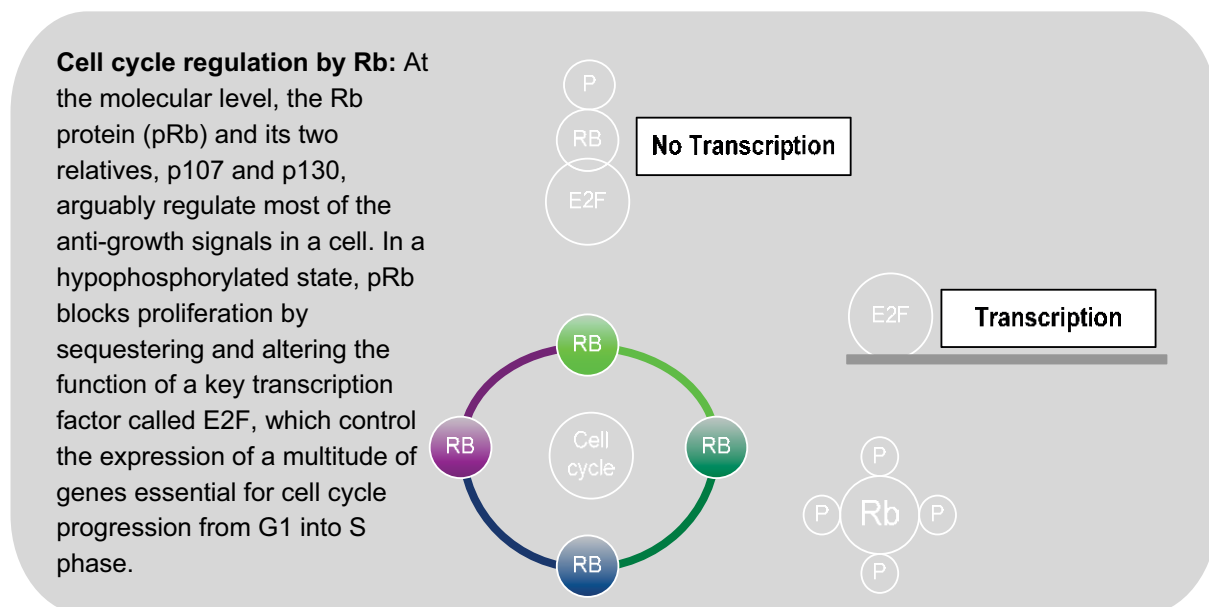 Cell cycle regulation by Rb: At
the molecular level, the Rb
protein (pRb) and its two
relatives, p107 and p130,
arguably regulate most of the
anti-growth signals in a cell. In a
hypophosphorylated state, pRb
blocks proliferation by
sequestering and altering the
function of a key transcription
factor called E2F, which control
the expression of a multitude of
genes essential for cell cycle
progression from G1 into S
phase.
P
RB
E2F
No Transcription
E2F
Transcription
RB
RB
Cell
cycle
RB
RB
P
P
Rb
P
P